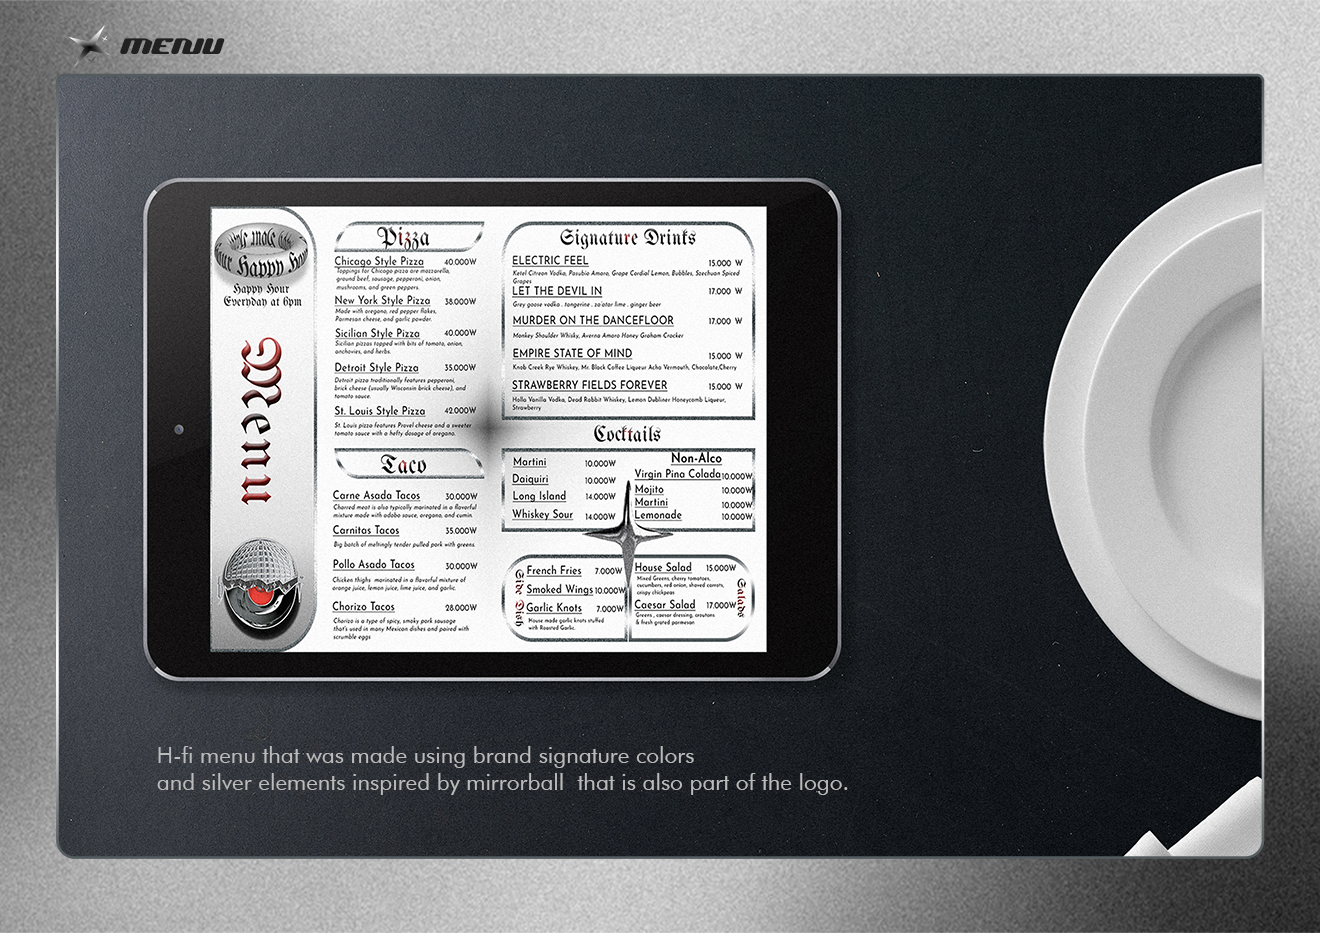 MENU
Happy Hour
Happy Hour
Everyday at 6pm
Menu
Pizza
Chicago Style Pizza 40.000W
Toppings for Chicago pizza are mozzarella,
ground beef, sausage, pepperoni, onion,
mushrooms, and green peppers.
New York Style Pizza 38.000W
Made with oregano, red pepper flakes,
Parmesan cheese, and garlic powder.
Sicilian Style Pizza 40.000W
Sicilian pizzas topped with bits of tomato, onion,
anchovies, and herbs.
Detroit Style Pizza 35.000W
Detroit pizza traditionally features pepperoni,
brick cheese (usually Wisconsin brick cheese), and
tomato sauce.
St. Louis Style Pizza 42.000W
St. Louis pizza features Provel cheese and a sweeter
tomato sauce with a hefty dosage of oregano.
Taco
Carne Asada Tacos 30.000W
Charred meat is also typically marinated in a flavorful
mixture made with adobo sauce, oregano, and cumin.
Carnitas Tacos 35.000W
Big batch of meltingly tender pulled pork with greens.
Pollo Asado Tacos 30.000W
Chicken thighs marinated in a flavorful mixture of
orange juice, lemon juice, lime juice, and garlic.
Chorizo Tacos 28.000W
Chorizo is a type of spicy, smoky pork sausage
that's used in many Mexican dishes and paired with
scrumble eggs
Signature Drinks
ELECTRIC FEEL 15.000 W
Ketel Citreon Vodka, Pasubio Amaro, Grape Cordial Lemon, Bubbles, Szechuan Spiced
Grapes
LET THE DEVIL IN 17.000 W
Grey goose vodka . tangerine . za'atar lime . ginger beer
MURDER ON THE DANCEFLOOR 17.000 W
Monkey Shoulder Whisky, Averna Amaro Honey Graham Cracker
EMPIRE STATE OF MIND 15.000 W
Knob Creek Rye Whiskey, Mr. Black Coffee Liqueur Acha Vermouth, Chocolate,Cherry
STRAWBERRY FIELDS FOREVER 15.000 W
Holla Vanilla Vodka, Dead Rabbit Whiskey, Lemon Dubliner Honeycomb Liqueur,
Strawberry
Cocktails
Martini 10.000W
Daiquiri 10.000W
Long Island 14.000W
Whiskey Sour 14.000W
Non-Alco
Virgin Pina Colada 10.000W
Mojito 10.000W
Martini 10.000W
Lemonade 10.000W
Side Dish
French Fries 7.000W
Smoked Wings 10.000W
Garlic Knots 7.000W
House made garlic knots stuffed
with Roasted Garlic.
House Salad 15.000W
Mixed Greens, cherry tomatoes,
cucumbers, red onion, shaved carrots,
crispy chickpeas
Caesar Salad 17.000W
Greens , caesar dressing, croutons
& fresh grated parmesan
Salads
H-fi menu that was made using brand signature colors
and silver elements inspired by mirrorball that is also part of the logo.